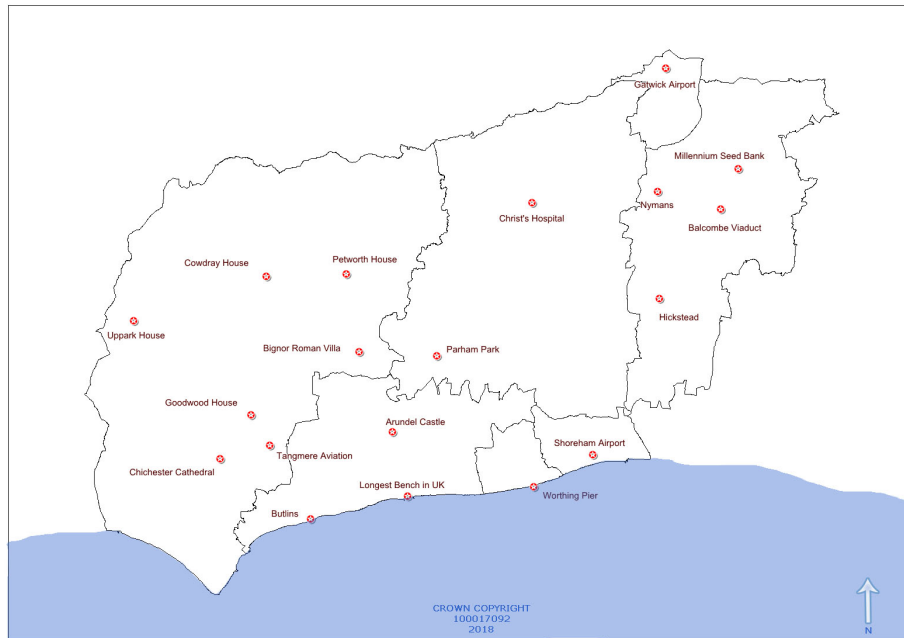 Gatwick Airport
Millennium Seed Bank
Nymans
Christ's Hospital
Balcombe Viaduct
Cowdray House
Petworth House
Hickstead
Uppark House
Bignor Roman Villa
Parham Park
Goodwood House
Arundel Castle
Shoreham Airport
Tangmere Aviation
Chichester Cathedral
Longest Bench in UK
Worthing Pier
Butlins
CROWN COPYRIGHT
100017092
2018
N